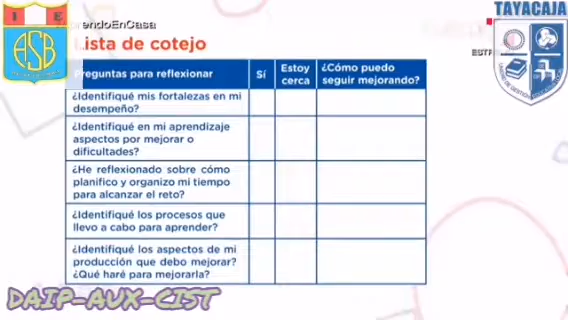 I E
ASB
prendoEnCasa
TAYACAJA
Lista de cotejo
ESTR
Preguntas para reflexionar
Sí
Estoy
cerca
¿Cómo puedo
seguir mejorando?
¿Identifiqué mis fortalezas en mi
desempeño?
¿Identifiqué en mi aprendizaje
aspectos por mejorar o
dificultades?
¿He reflexionado sobre cómo
planifico y organizo mi tiempo
para alcanzar el reto?
¿Identifiqué los procesos que
llevo a cabo para aprender?
¿Identifiqué los aspectos de mi
producción que debo mejorar?
¿Qué haré para mejorarla?
DAIP-AUX-CIST